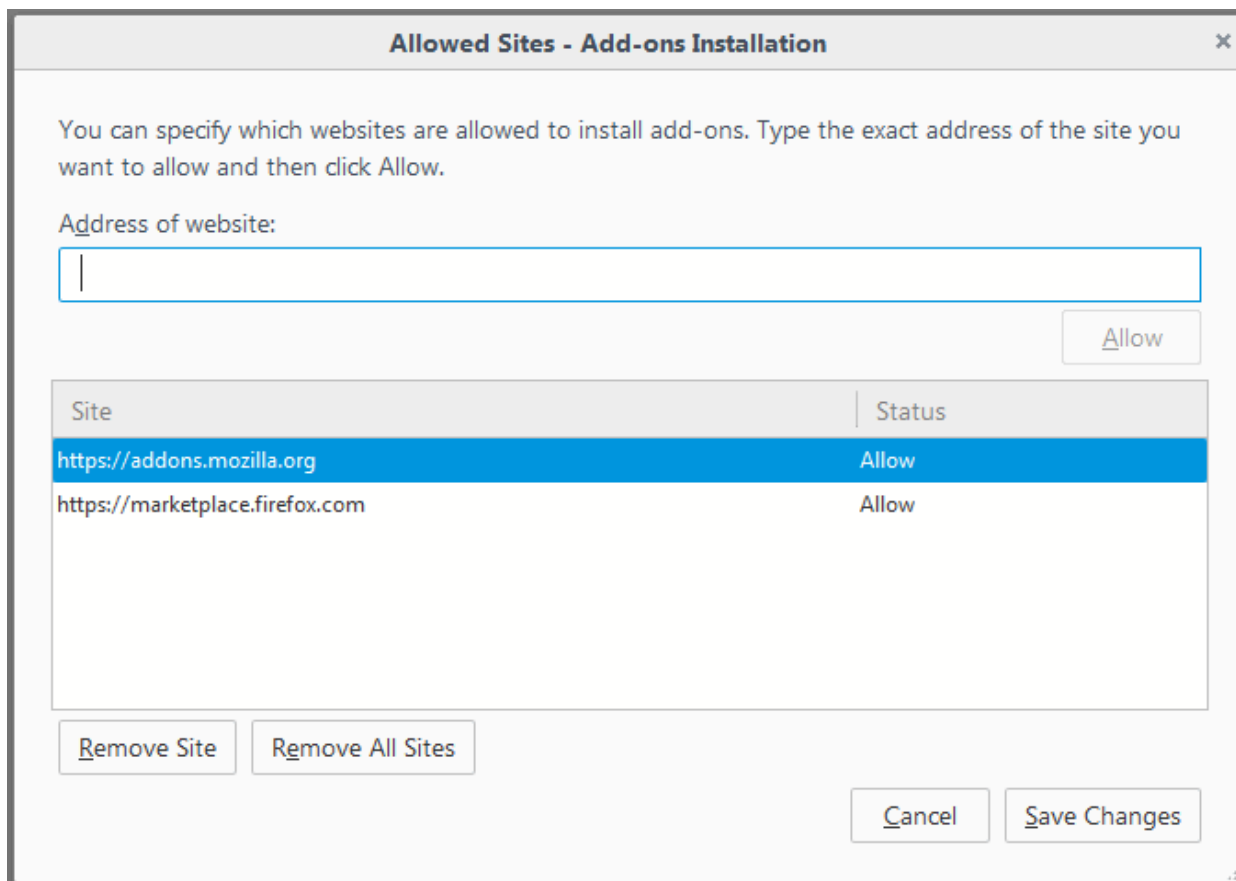 Allowed Sites - Add-ons Installation
You can specify which websites are allowed to install add-ons. Type the exact address of the site you
want to allow and then click Allow.
Address of website:
Allow
Site Status
https://addons.mozilla.org Allow
https://marketplace.firefox.com Allow
Remove Site Remove All Sites
Cancel Save Changes